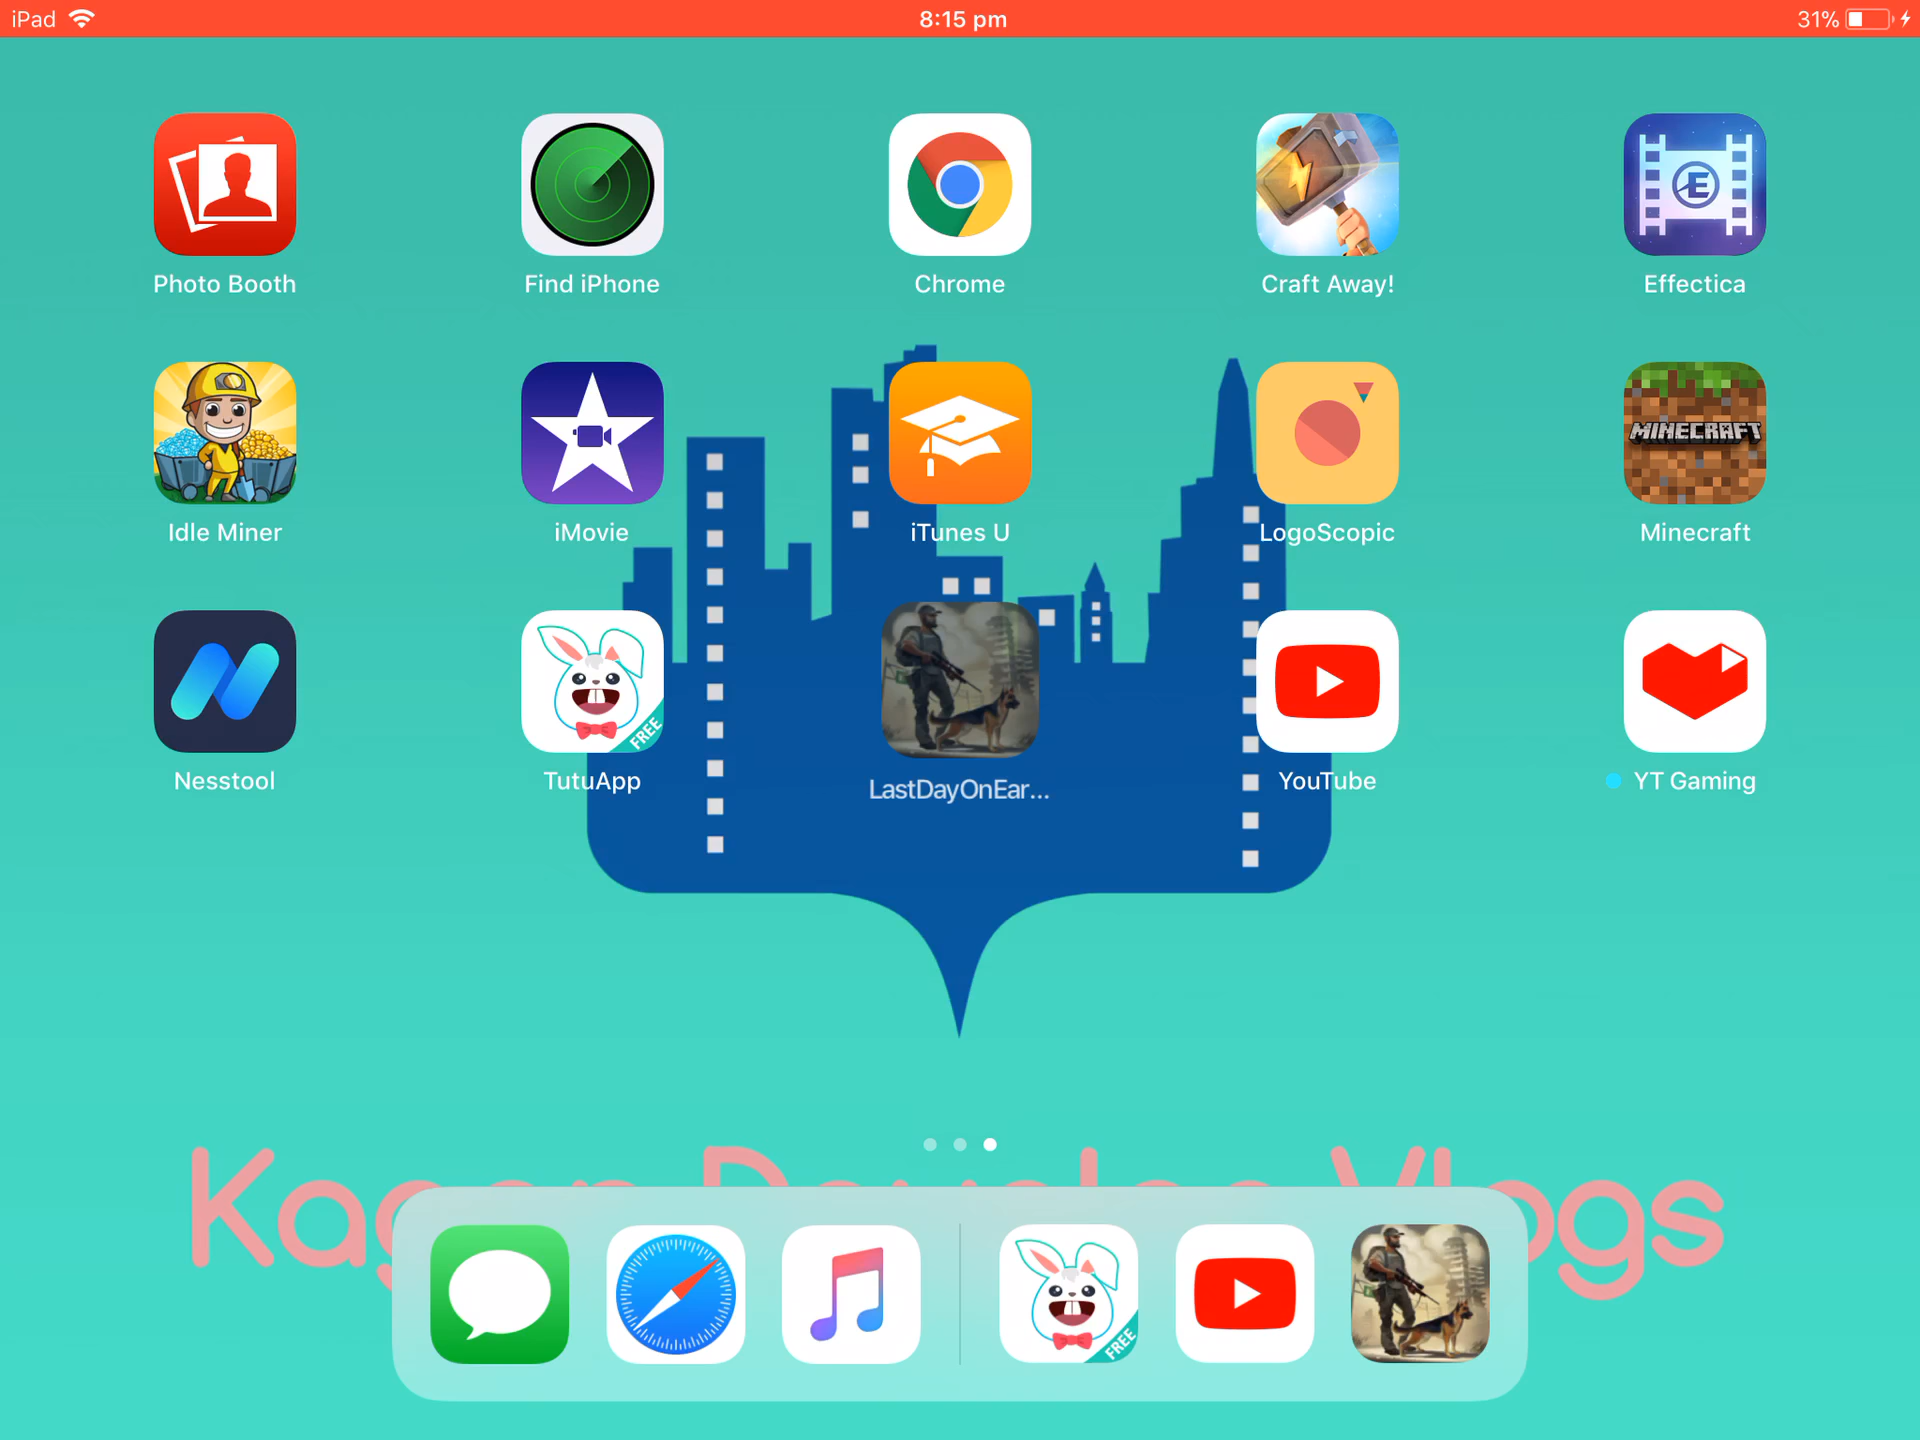 iPad 8:15 pm 31%
Photo Booth Find iPhone Chrome Craft Away! Effectica
E
MINECRAFT
Idle Miner iMovie iTunes U LogoScopic Minecraft
FREE
Nesstool TutuApp LastDayOnEar... YouTube YT Gaming
Vlogs
FREE